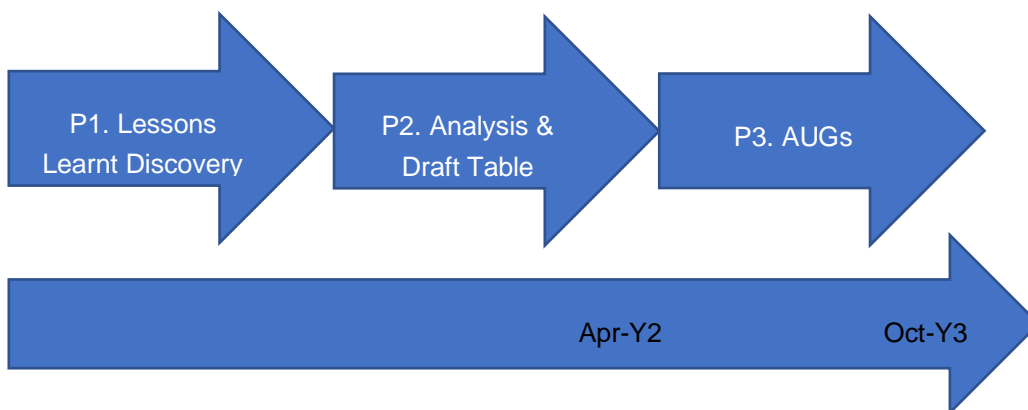 P1. Lessons
Learnt Discovery
P2. Analysis &
Draft Table
P3. AUGs
Apr-Y2
Oct-Y3